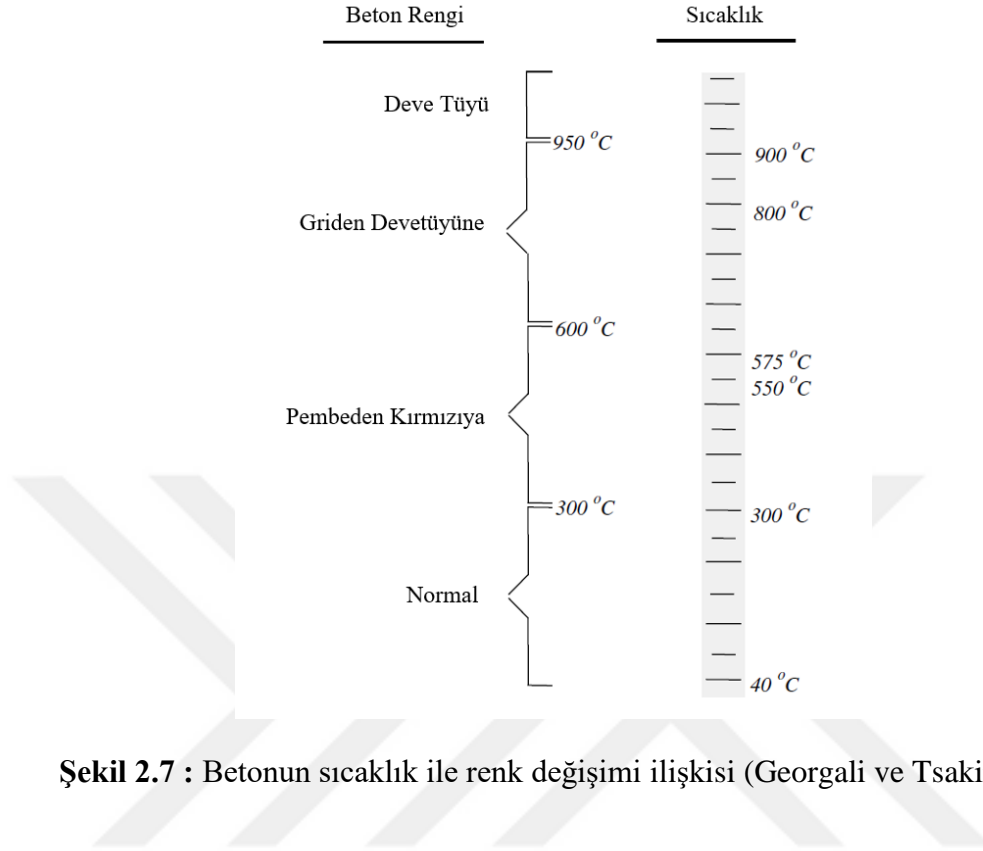 Beton Rengi Sıcaklık
Deve Tüyü
950 °C
900 °C
800 °C
Griden Devetüyüne
600 °C
575 °C
550 °C
Pembeden Kırmızıya
300 °C
300 °C
Normal
40 °C
Şekil 2.7 : Betonun sıcaklık ile renk değişimi ilişkisi (Georgali ve Tsaki